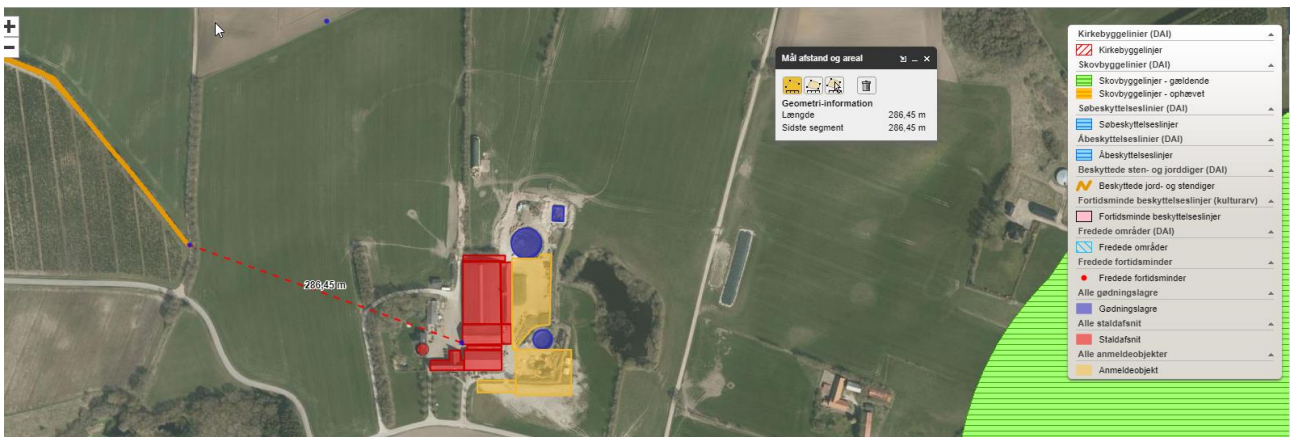 +
−
286,45 m
Mål afstand og areal
Geometri-information
Længde 286,45 m
Sidste segment 286,45 m
Kirkebyggelinier (DAI)
Kirkebyggelinjer
Skovbyggelinier (DAI)
Skovbyggelinjer - gældende
Skovbyggelinjer - ophævet
Søbeskyttelseslinier (DAI)
Søbeskyttelseslinjer
Åbeskyttelseslinier (DAI)
Åbeskyttelseslinjer
Beskyttede sten- og jorddiger (DAI)
Beskyttede jord- og stendiger
Fortidsminde beskyttelseslinjer (kulturarv)
Fortidsminde beskyttelseslinjer
Fredede områder (DAI)
Fredede områder
Fredede fortidsminder
Fredede fortidsminder
Alle gødningslagre
Gødningslagre
Alle staldafsnit
Staldafsnit
Alle anmeldeobjekter
Anmeldeobjekt